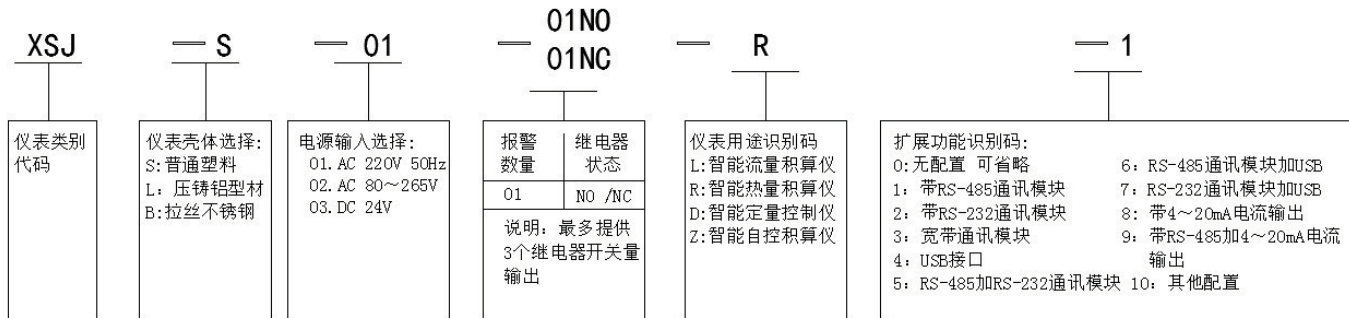 XSJ — S — 01 — 01NO — R — 1
01NC
仪表类别
代码
仪表壳体选择:
S:普通塑料
L: 压铸铝型材
B:拉丝不锈钢
电源输入选择:
01. AC 220V 50Hz
02. AC 80～265V
03. DC 24V
报警 继电器
数量 状态
01 NO /NC
说明: 最多提供
3个继电器开关量
输出
仪表用途识别码
L:智能流量积算仪
R:智能热量积算仪
D:智能定量控制仪
Z:智能自控积算仪
扩展功能识别码:
0:无配置 可省略
1: 带RS-485通讯模块
2: 带RS-232通讯模块
3: 宽带通讯模块
4: USB接口
5: RS-485加RS-232通讯模块
6: RS-485通讯模块加USB
7: RS-232通讯模块加USB
8: 带4～20mA电流输出
9: 带RS-485加4～20mA电流
输出
10: 其他配置